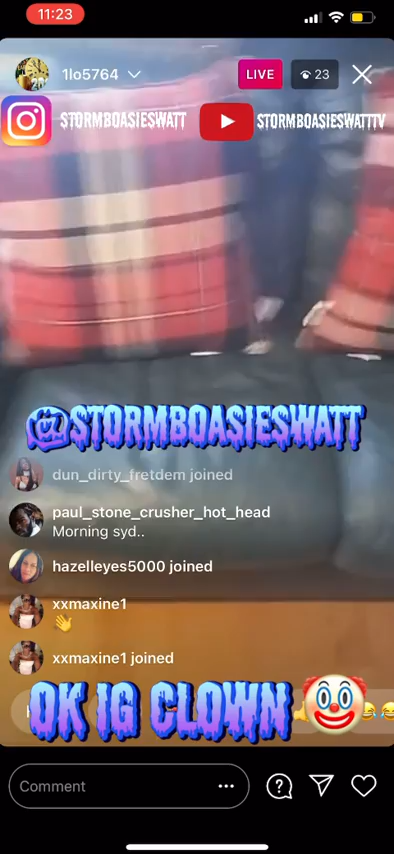 11:23
1lo5764
LIVE
23
STORMBOASIESWATT
STORMBOASIESWATTTV
@STORMBOASIESWATT
dun_dirty_fretdem joined
paul_stone_crusher_hot_head
Morning syd..
hazelleyes5000 joined
xxmaxine1
👋
xxmaxine1 joined
OK IG CLOWN🤡
Comment